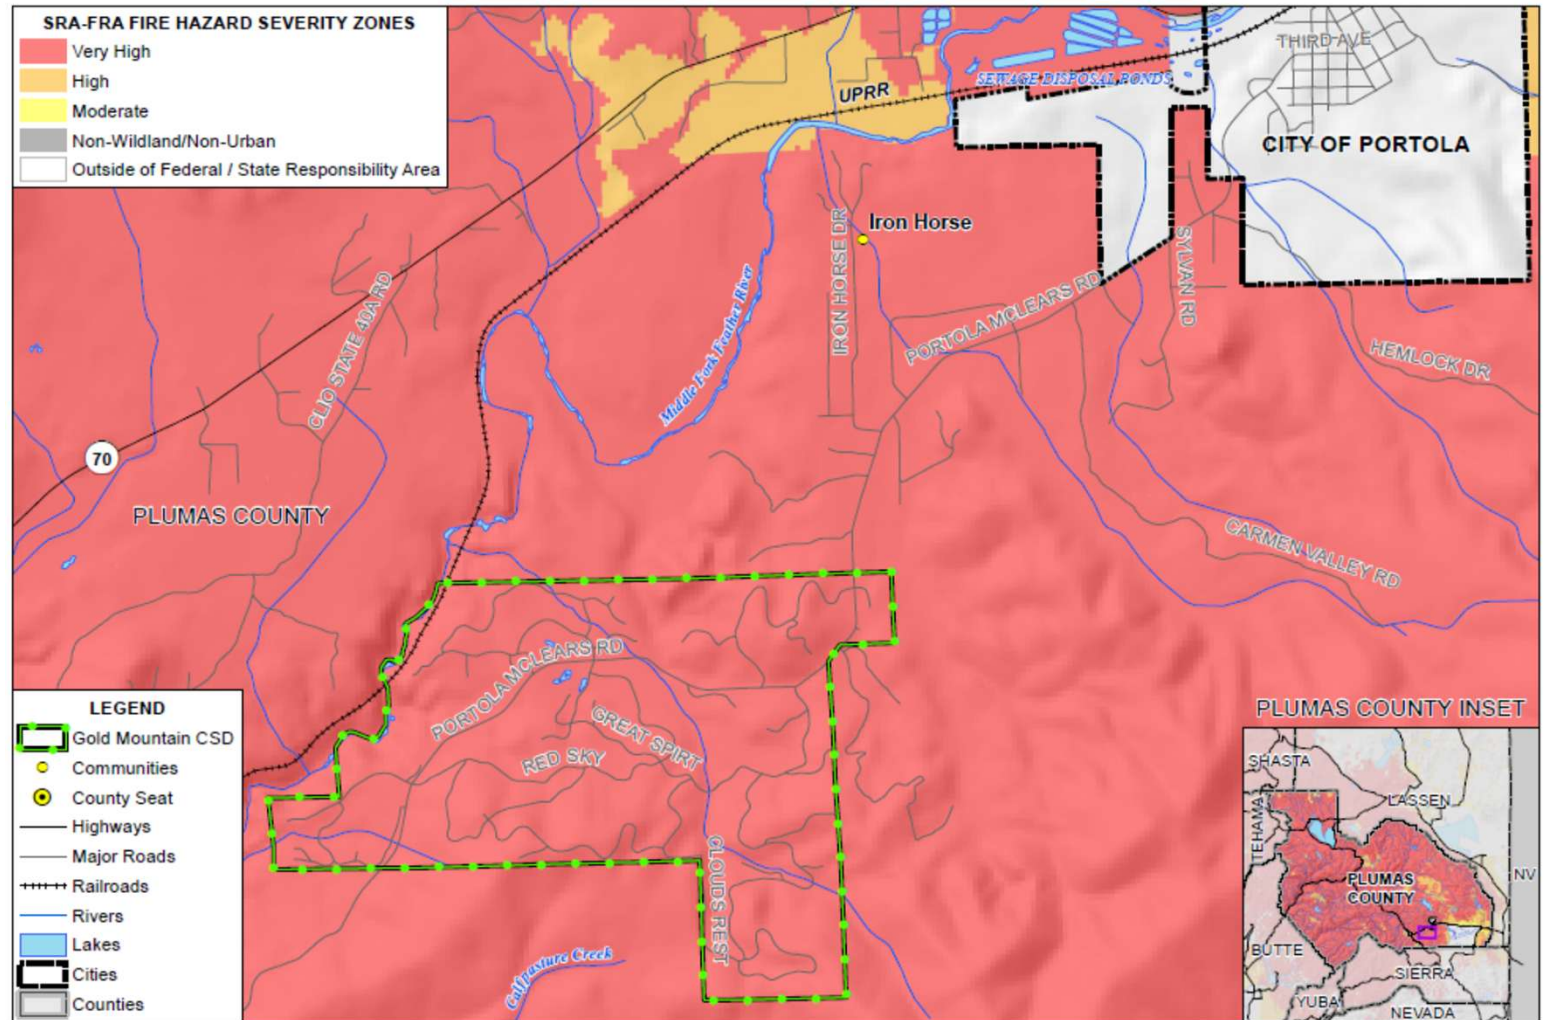 SRA-FRA FIRE HAZARD SEVERITY ZONES
Very High
High
Moderate
Non-Wildland/Non-Urban
Outside of Federal / State Responsibility Area
THIRD AVE
SEWAGE DISPOSAL PONDS
UPRR
CITY OF PORTOLA
Iron Horse
IRON HORSE DR
SYLVAN RD
PORTOLA MCLEARS RD
Middle Fork Feather River
CLIO STATE 40A RD
HEMLOCK DR
70
PLUMAS COUNTY
CARMEN VALLEY RD
PORTOLA MCLEARS RD
GREAT SPIRT
RED SKY
CLOUDS REST
Calfpasture Creek
LEGEND
Gold Mountain CSD
Communities
County Seat
Highways
Major Roads
Railroads
Rivers
Lakes
Cities
Counties
PLUMAS COUNTY INSET
SHASTA
LASSEN
TEHAMA
PLUMAS
COUNTY
NV
BUTTE
SIERRA
YUBA
NEVADA